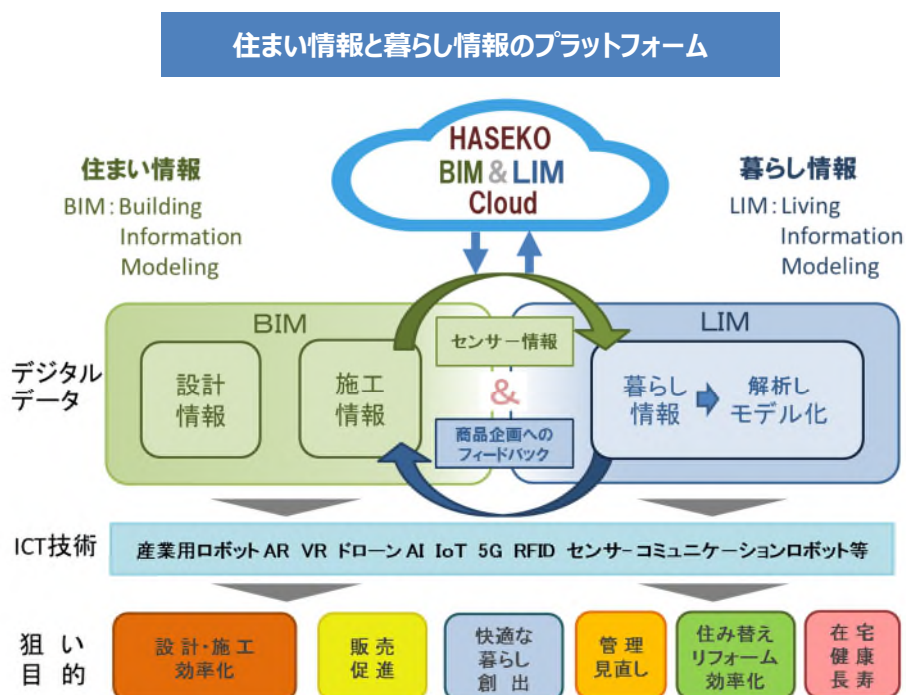 住まい情報と暮らし情報のプラットフォーム
HASEKO
BIM & LIM
Cloud
住まい情報
BIM：Building
Information
Modeling
暮らし情報
LIM：Living
Information
Modeling
デジタル
データ
BIM
設計
情報
施工
情報
センサー情報
&
商品企画への
フィードバック
LIM
暮らし
情報
解析し
モデル化
ICT技術
産業用ロボット AR VR ドローン AI IoT 5G RFID センサーコミュニケーションロボット等
狙い
目的
設計・施工
効率化
販売
促進
快適な
暮らし
創出
管理
見直し
住み替え
リフォーム
効率化
在宅
健康
長寿